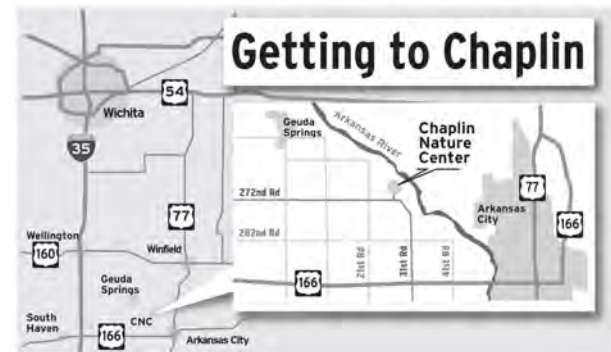 Getting to Chaplin
54
Wichita
35
77
Wellington
160
Winfield
Geuda
Springs
South
Haven
CNC
166
Arkansas City
Geuda
Springs
Arkansas River
Chaplin
Nature
Center
272nd Rd
282nd Rd
21st Rd
31st Rd
41st Rd
166
Arkansas
City
77
166